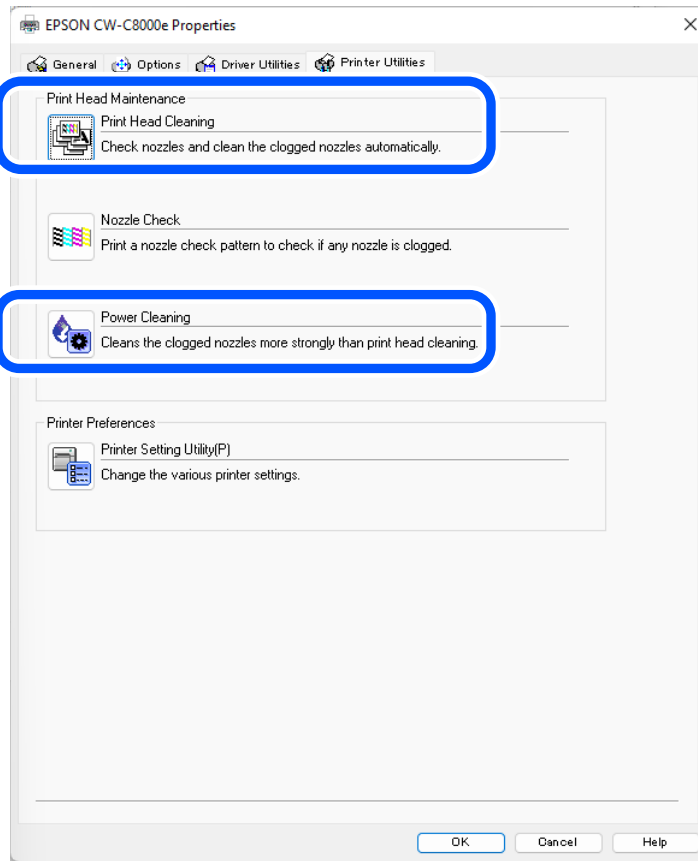 EPSON CW-C8000e Properties
General Options Driver Utilities Printer Utilities
Print Head Maintenance
Print Head Cleaning
Check nozzles and clean the clogged nozzles automatically.
Nozzle Check
Print a nozzle check pattern to check if any nozzle is clogged.
Power Cleaning
Cleans the clogged nozzles more strongly than print head cleaning.
Printer Preferences
Printer Setting Utility(P)
Change the various printer settings.
OK Cancel Help